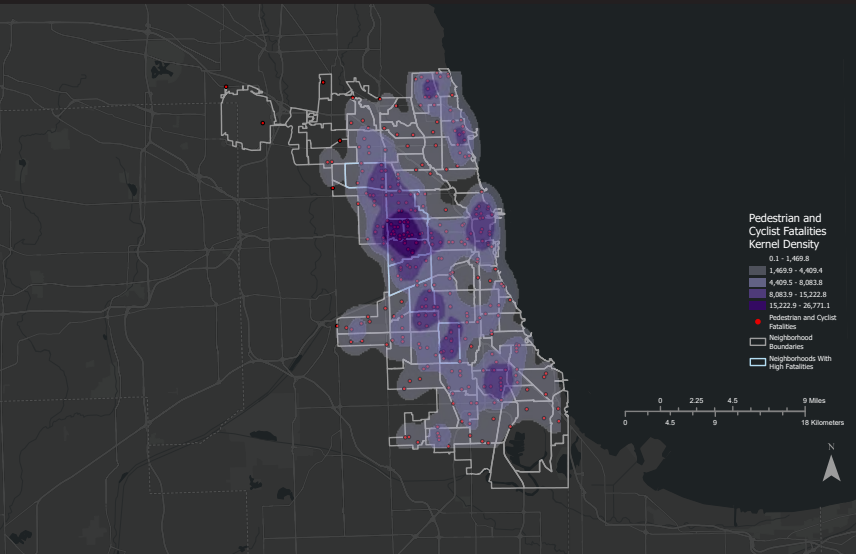 Pedestrian and
Cyclist Fatalities
Kernel Density
0.1 - 1,469.8
1,469.9 - 4,409.4
4,409.5 - 8,083.8
8,083.9 - 15,222.8
15,222.9 - 26,771.1
Pedestrian and Cyclist
Fatalities
Neighborhood
Boundaries
Neighborhoods With
High Fatalities
0 2.25 4.5 9 Miles
0 4.5 9 18 Kilometers
N